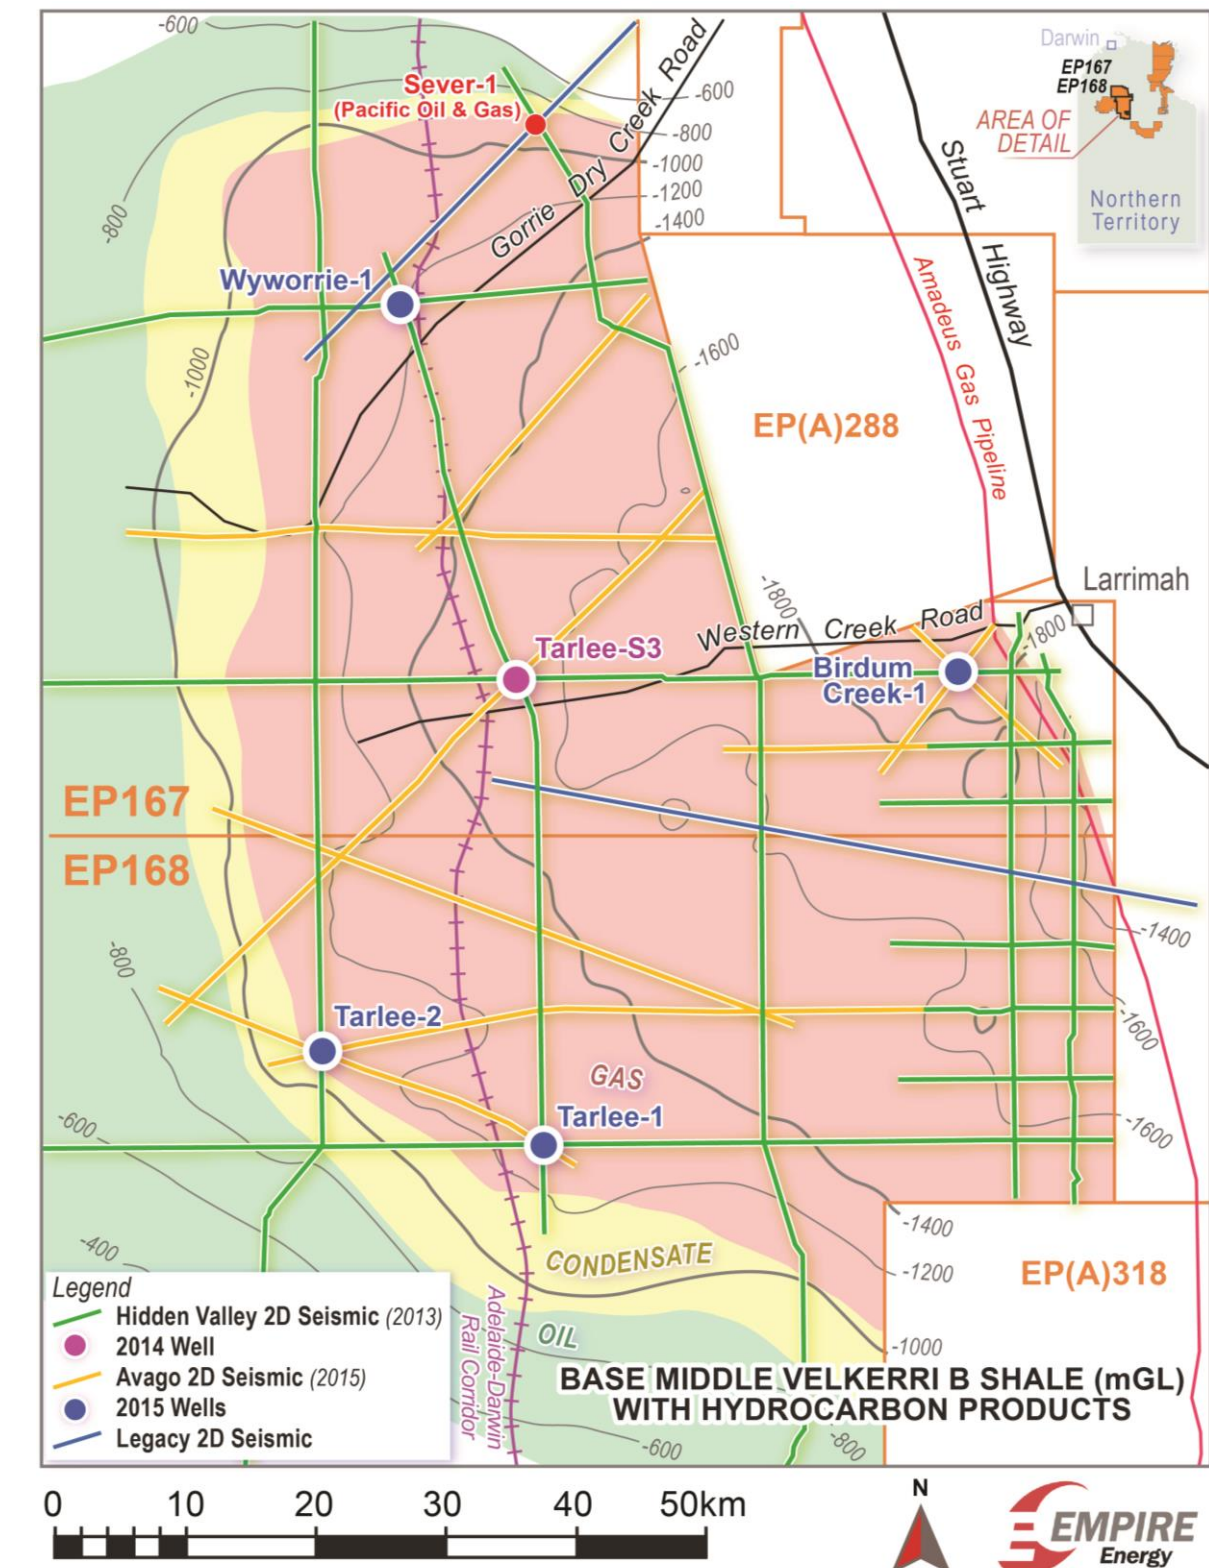 -600
Sever-1
(Pacific Oil & Gas)
Gorrie Dry Creek Road
-600
-800
-1000
-1200
-1400
-800
Darwin
EP167
EP168
AREA OF
DETAIL
Northern
Territory
Stuart Highway
Amadeus Gas Pipeline
Wyworrie-1
-1000
-1600
EP(A)288
-1800
Larrimah
Western Creek Road
-1800
Tarlee-S3
Birdum
Creek-1
EP167
EP168
-800
-1400
Tarlee-2
-1600
GAS
Tarlee-1
-600
-1600
-400
-1400
CONDENSATE
-1200
EP(A)318
OIL
-1000
Adelaide-Darwin
Rail Corridor
-600
-800
Legend
Hidden Valley 2D Seismic (2013)
2014 Well
Avago 2D Seismic (2015)
2015 Wells
Legacy 2D Seismic
BASE MIDDLE VELKERRI B SHALE (mGL)
WITH HYDROCARBON PRODUCTS
0 10 20 30 40 50km
N
EMPIRE
Energy